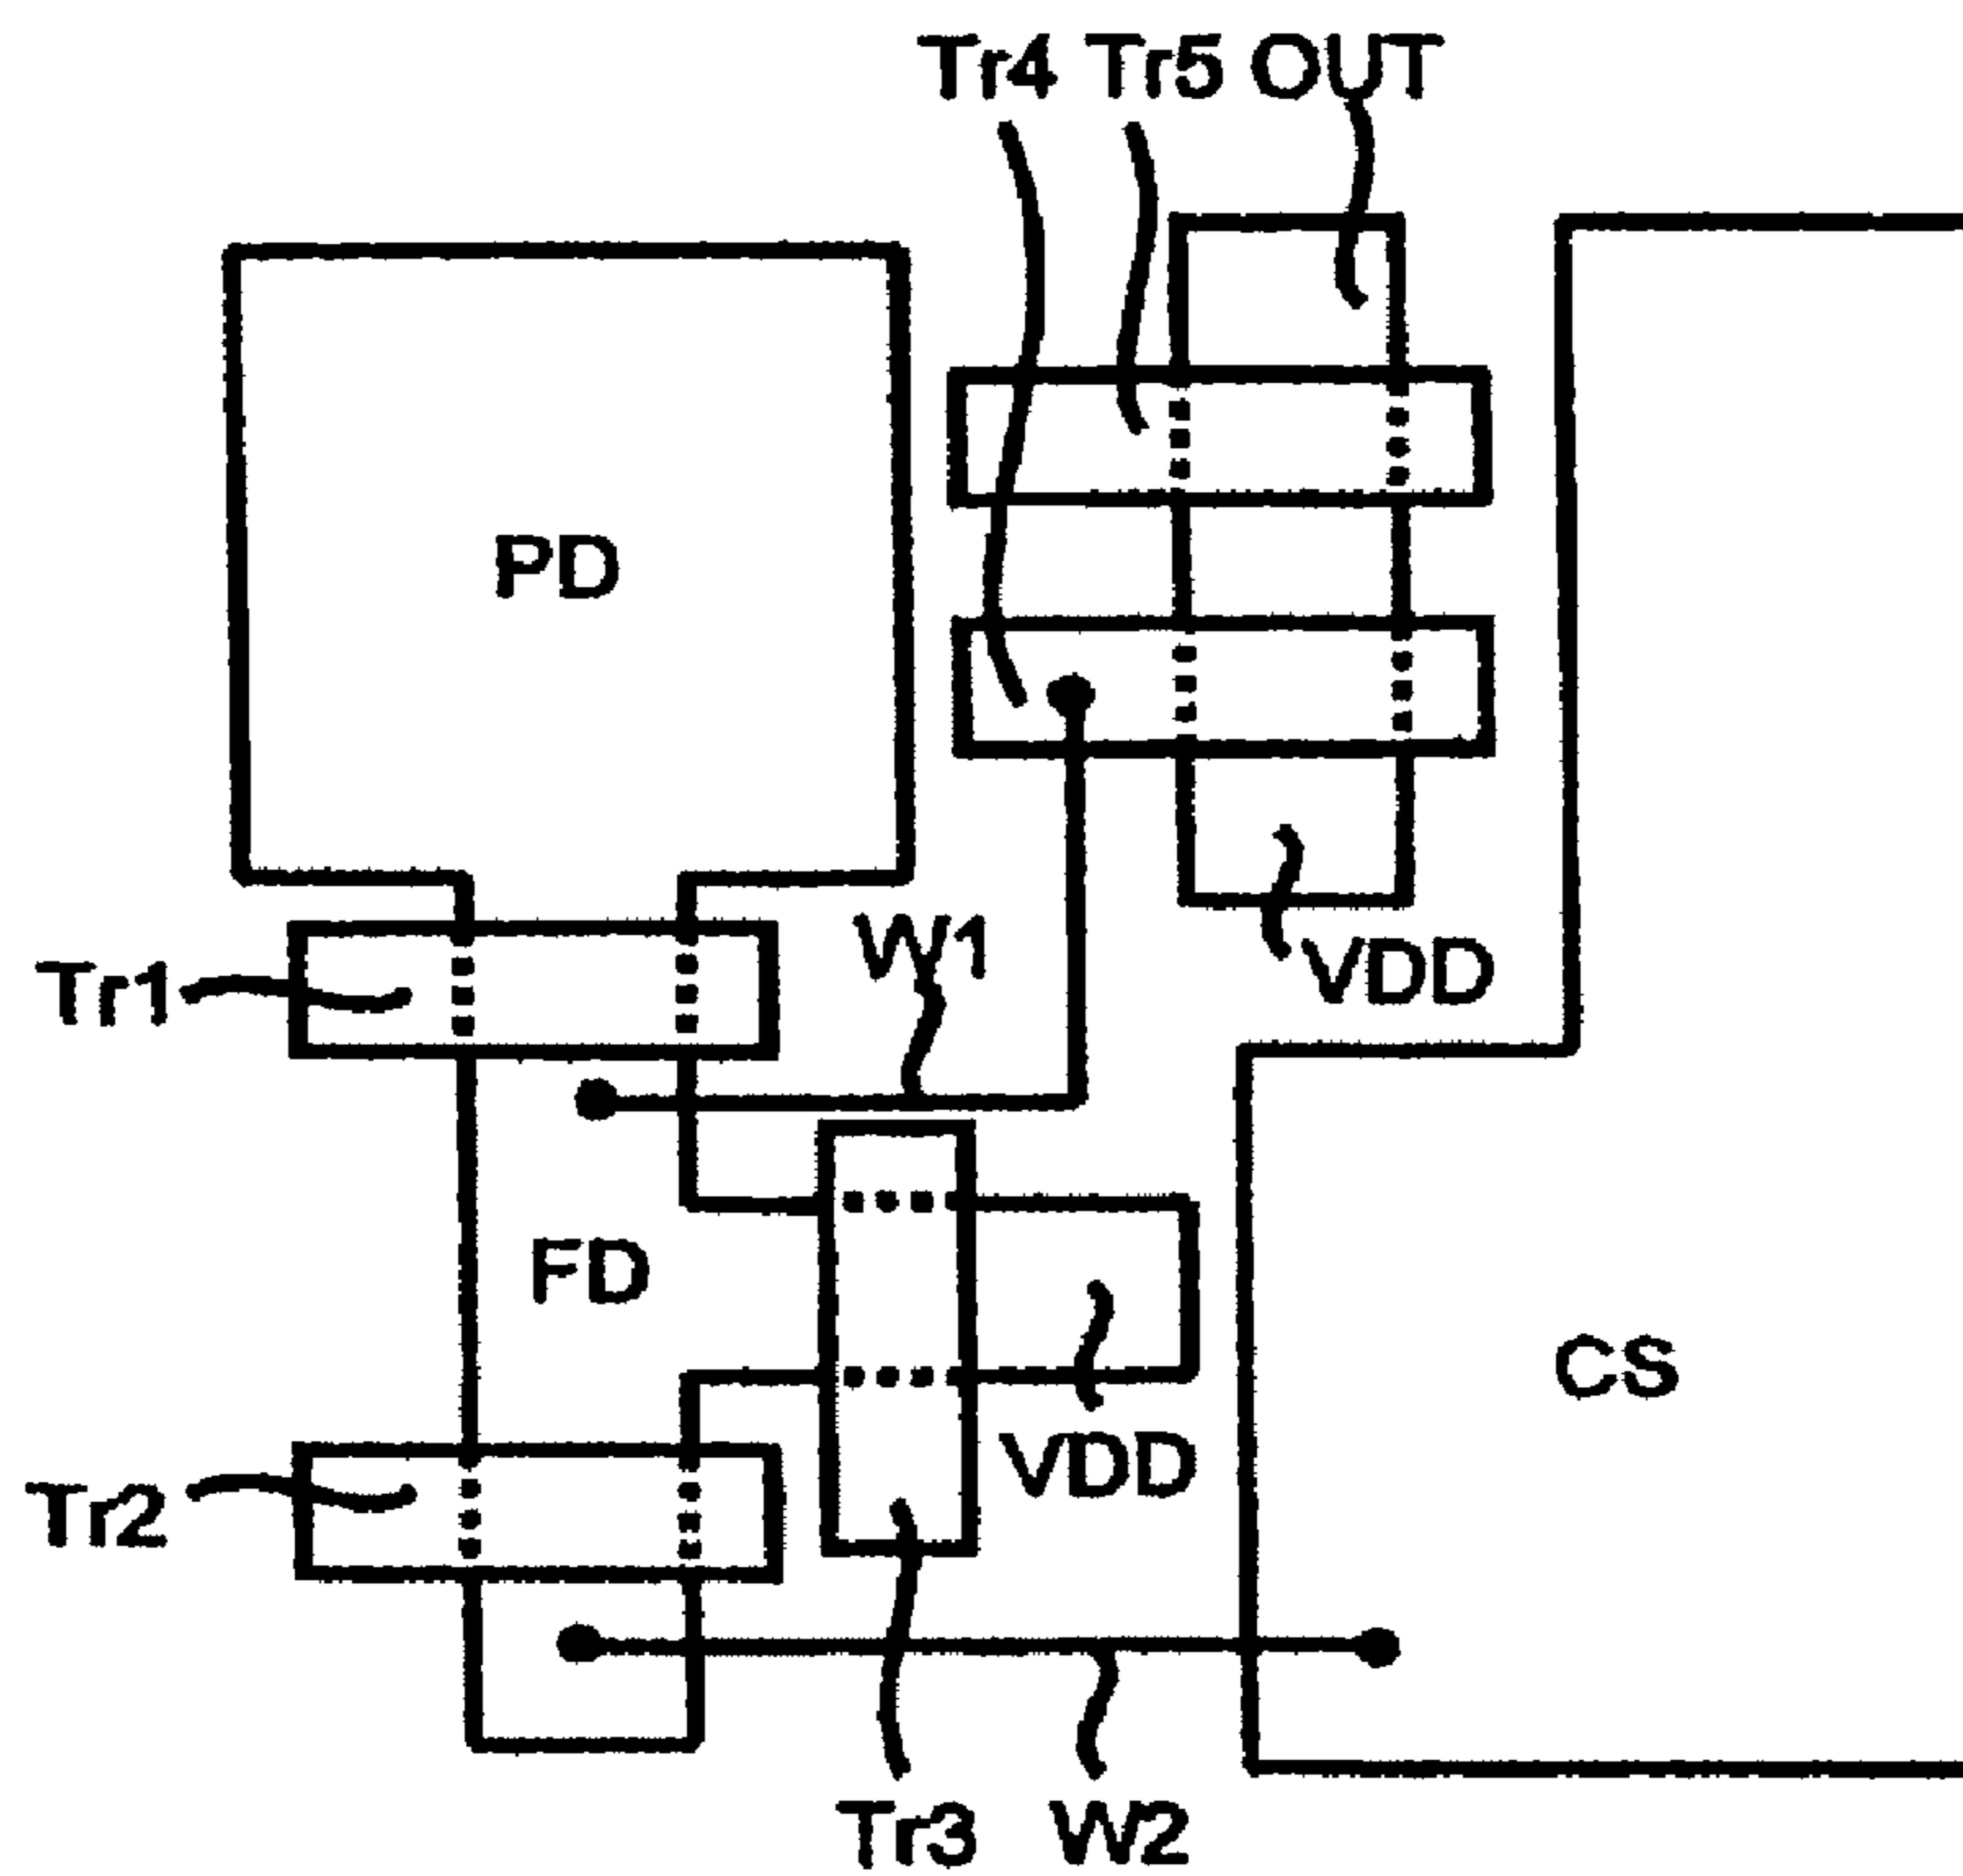 Tr4 Tr5 OUT
PD
W1
Tr1
VDD
FD
CS
VDD
Tr2
Tr3 W2